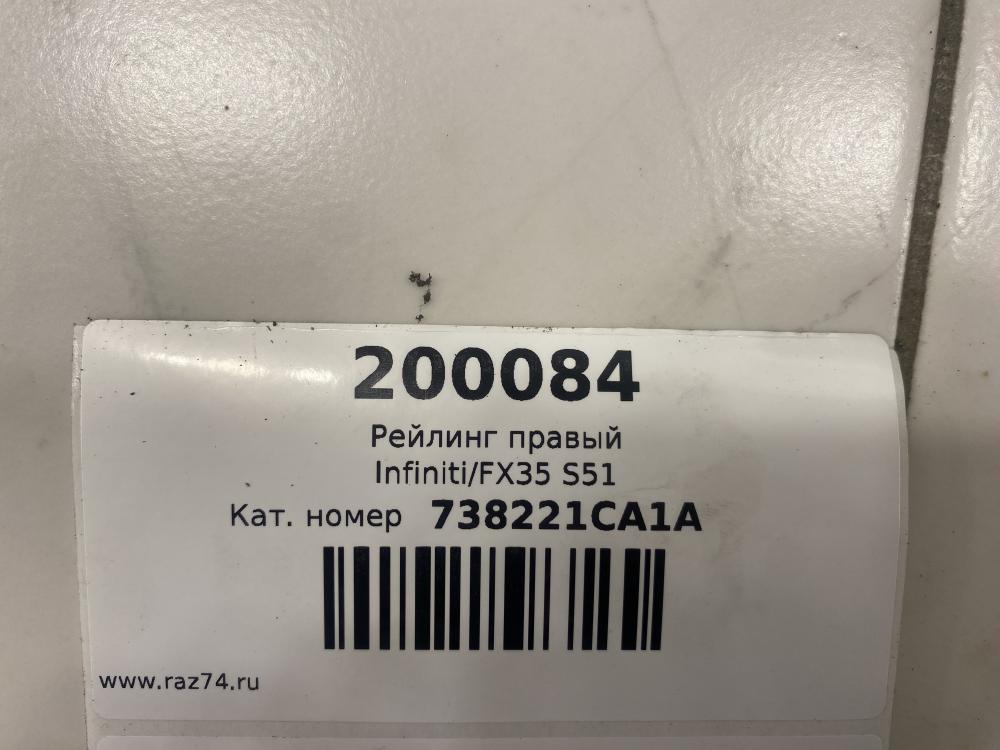 200084
Рейлинг правый
Infiniti/FX35 S51
Кат. номер 738221CA1A
www.raz74.ru